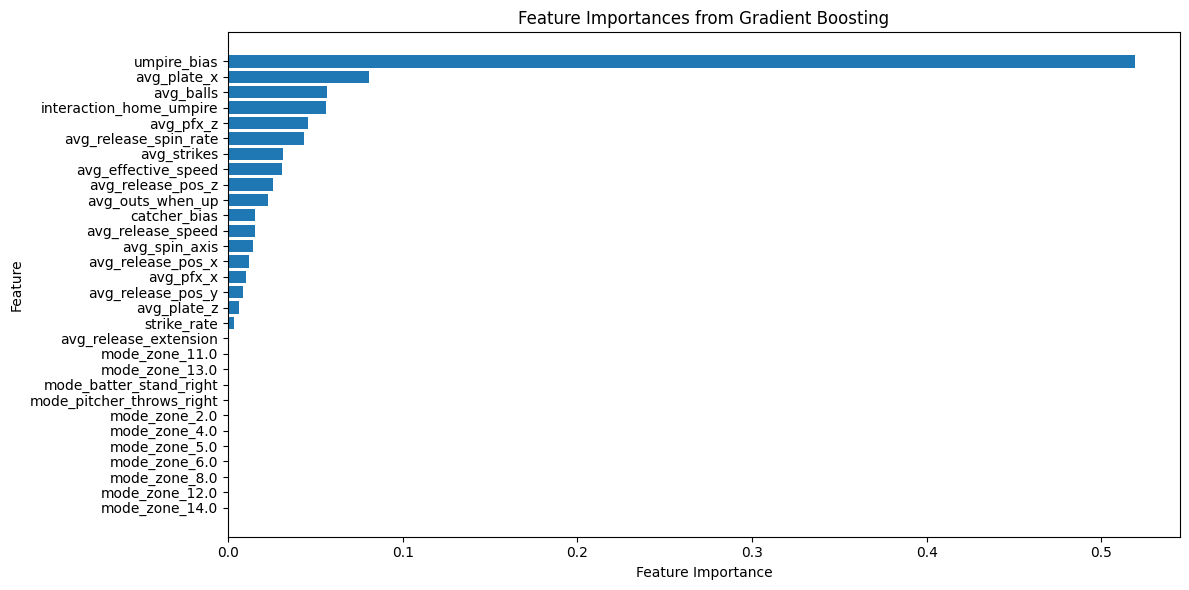 Feature Importances from Gradient Boosting
Feature
umpire_bias
avg_plate_x
avg_balls
interaction_home_umpire
avg_pfx_z
avg_release_spin_rate
avg_strikes
avg_effective_speed
avg_release_pos_z
avg_outs_when_up
catcher_bias
avg_release_speed
avg_spin_axis
avg_release_pos_x
avg_pfx_x
avg_release_pos_y
avg_plate_z
strike_rate
avg_release_extension
mode_zone_11.0
mode_zone_13.0
mode_batter_stand_right
mode_pitcher_throws_right
mode_zone_2.0
mode_zone_4.0
mode_zone_5.0
mode_zone_6.0
mode_zone_8.0
mode_zone_12.0
mode_zone_14.0
0.0 0.1 0.2 0.3 0.4 0.5
Feature Importance